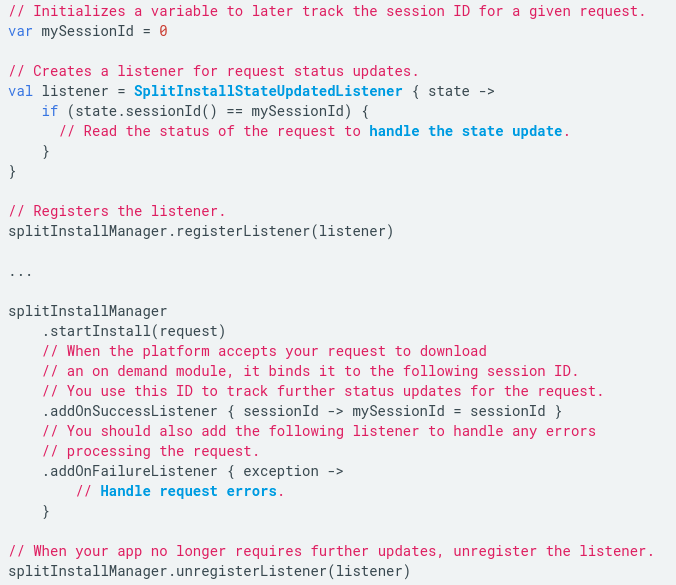 // Initializes a variable to later track the session ID for a given request.
var mySessionId = 0
// Creates a listener for request status updates.
val listener = SplitInstallStateUpdatedListener { state ->
if (state.sessionId() == mySessionId) {
// Read the status of the request to handle the state update.
}
}
// Registers the listener.
splitInstallManager.registerListener(listener)
...
splitInstallManager
.startInstall(request)
// When the platform accepts your request to download
// an on demand module, it binds it to the following session ID.
// You use this ID to track further status updates for the request.
.addOnSuccessListener { sessionId -> mySessionId = sessionId }
// You should also add the following listener to handle any errors
// processing the request.
.addOnFailureListener { exception ->
// Handle request errors.
}
// When your app no longer requires further updates, unregister the listener.
splitInstallManager.unregisterListener(listener)